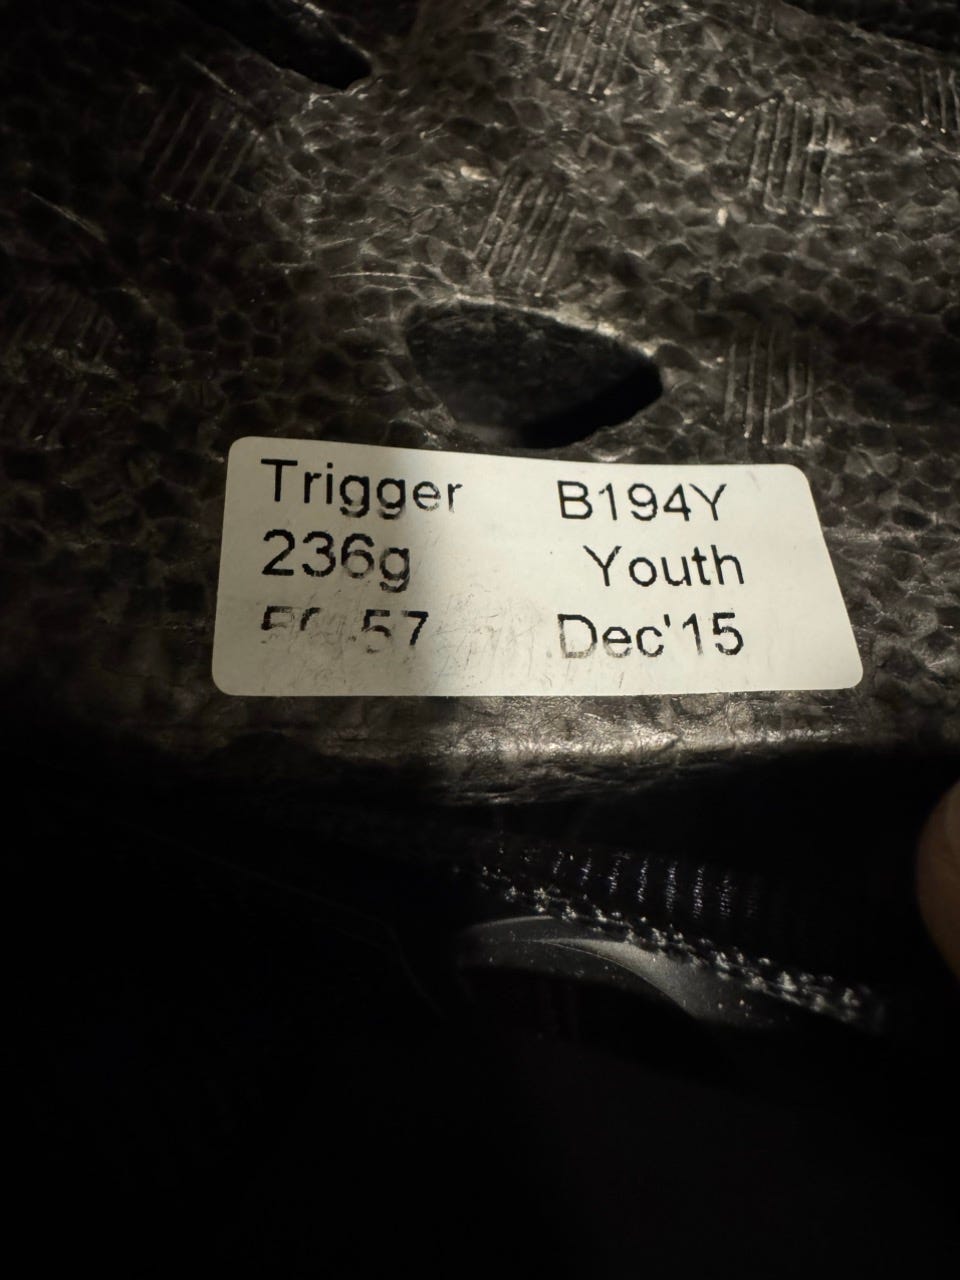 Trigger B194Y
236g Youth
57 Dec'15